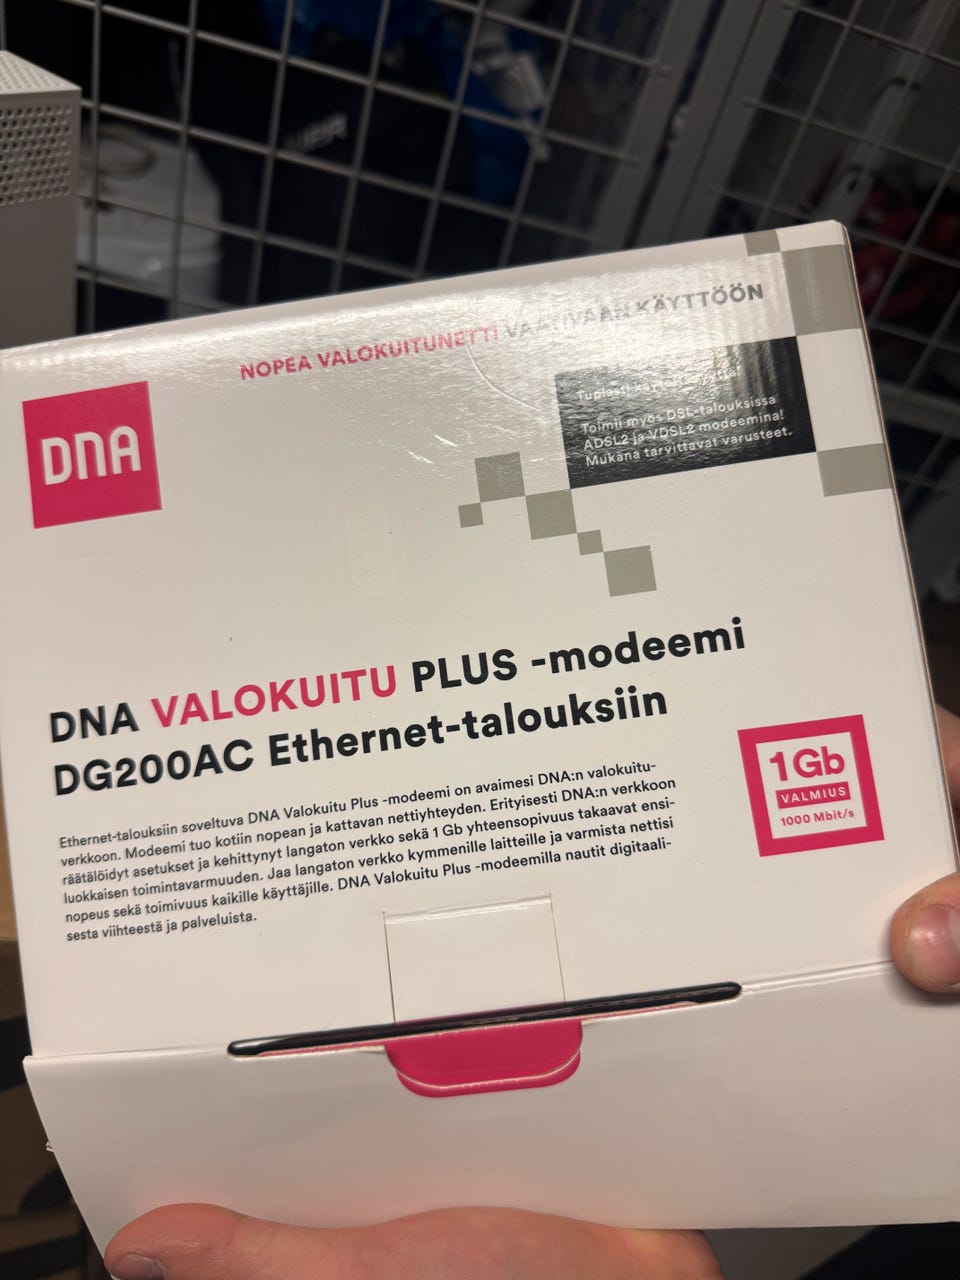 NOPEA VALOKUITUNETTI VAATIVAAN KÄYTTÖÖN
DNA
Toimii myös DSL-talouksissa
ADSL2 ja VDSL2 modeemina!
Mukana tarvittavat varusteet.
DNA VALOKUITU PLUS -modeemi
DG200AC Ethernet-talouksiin
Ethernet-talouksiin soveltuva DNA Valokuitu Plus -modeemi on avaimesi DNA:n valokuitu-
verkkoon. Modeemi tuo kotiin nopean ja kattavan nettiyhteyden. Erityisesti DNA:n verkkoon
räätälöidyt asetukset ja kehittynyt langaton verkko sekä 1 Gb yhteensopivuus takaavat ensi-
luokkaisen toimintavarmuuden. Jaa langaton verkko kymmenille laitteille ja varmista nettisi
nopeus sekä toimivuus kaikille käyttäjille. DNA Valokuitu Plus -modeemilla nautit digitaali-
sesta viihteestä ja palveluista.
1Gb
VALMIUS
1000 Mbit/s